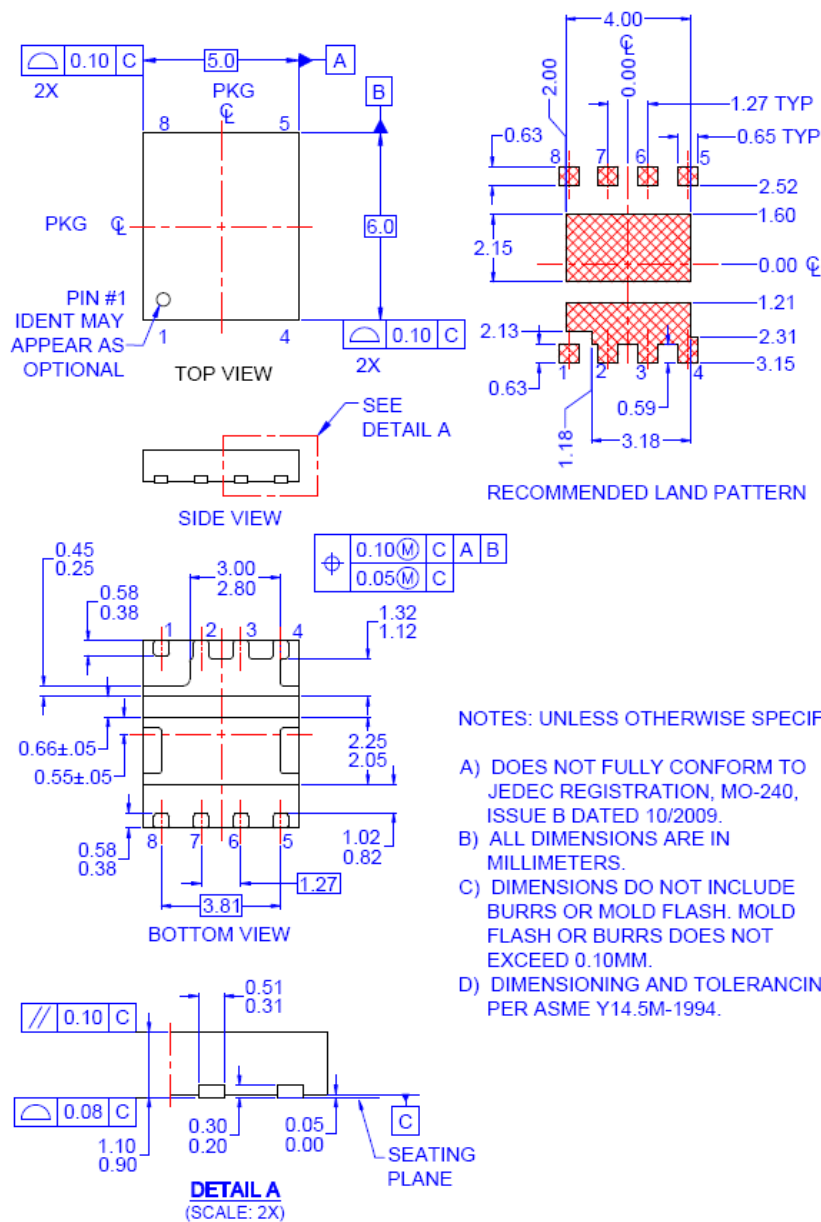 ⌓ 0.10 C
2X
5.0
A
PKG
℄
B
8
5
PKG ℄
6.0
PIN #1
IDENT MAY
APPEAR AS
OPTIONAL
1
4
⌓ 0.10 C
2X
TOP VIEW
4.00
℄
0.00
2.00
1.27 TYP
0.65 TYP
0.63
8
7
6
5
2.52
1.60
2.15
0.00 ℄
1.21
2.13
2.31
3.15
0.63
1
2
3
4
0.59
1.18
3.18
RECOMMENDED LAND PATTERN
SEE
DETAIL A
SIDE VIEW
0.10Ⓜ C A B
0.05Ⓜ C
0.45
0.25
3.00
2.80
0.58
0.38
1.32
1.12
1
2
3
4
0.66±.05
0.55±.05
2.25
2.05
0.58
0.38
8
7
6
5
1.02
0.82
1.27
3.81
BOTTOM VIEW
NOTES: UNLESS OTHERWISE SPECIF
A) DOES NOT FULLY CONFORM TO
JEDEC REGISTRATION, MO-240,
ISSUE B DATED 10/2009.
B) ALL DIMENSIONS ARE IN
MILLIMETERS.
C) DIMENSIONS DO NOT INCLUDE
BURRS OR MOLD FLASH. MOLD
FLASH OR BURRS DOES NOT
EXCEED 0.10MM.
D) DIMENSIONING AND TOLERANCIN
PER ASME Y14.5M-1994.
// 0.10 C
0.51
0.31
⌓ 0.08 C
1.10
0.90
0.30
0.20
0.05
0.00
C
SEATING
PLANE
DETAIL A
(SCALE: 2X)